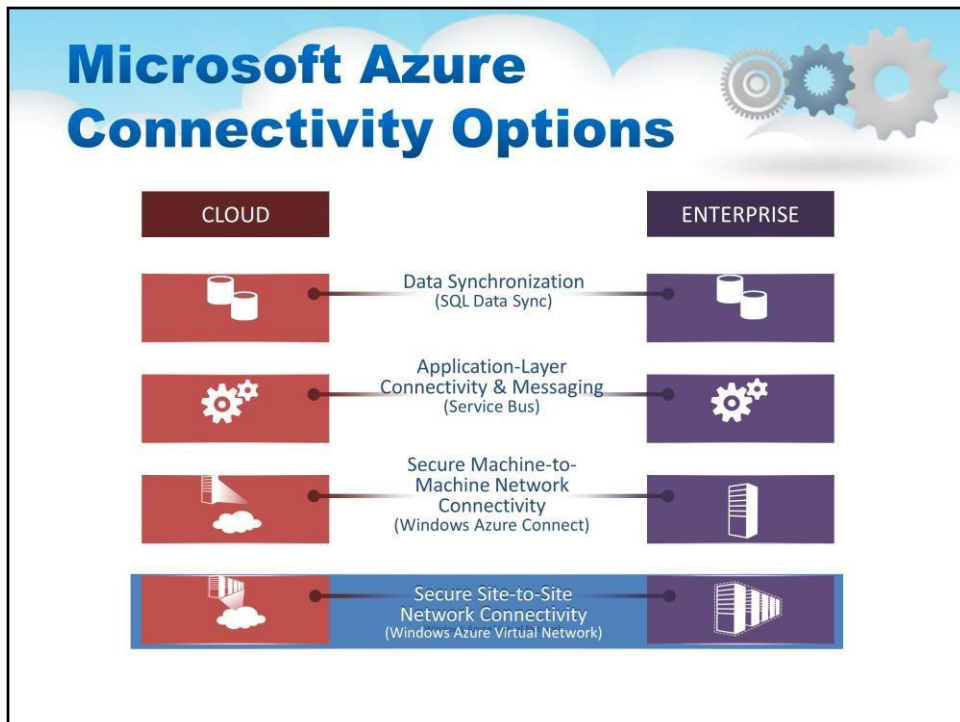 Microsoft Azure
Connectivity Options
CLOUD
ENTERPRISE
Data Synchronization
(SQL Data Sync)
Application-Layer
Connectivity & Messaging
(Service Bus)
Secure Machine-to-
Machine Network
Connectivity
(Windows Azure Connect)
Secure Site-to-Site
Network Connectivity
(Windows Azure Virtual Network)